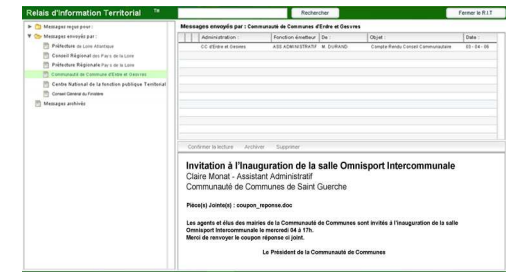 Relais d'information Territorial TM
Rechercher
Fermer le R I T
Messages reçus pour :
Messages envoyés par :
Préfecture de Loire Atlantique
Conseil Régional des Pays de la Loire
Préfecture Régionale Pays de la Loire
Communauté de Commune d'Erdre et Gesvres
Centre National de la fonction publique Territorial
Conseil Général du Finistère
Messages archivés
Messages envoyés par : Communauté de Communes d'Erdre et Gesvres
Administration : Fonction émetteur De : Objet : Date :
CC d'Erdre et Gesvres ADS ADMINISTRATIF M. DURAND Compte-Rendu Conseil Communautaire 03 - 04 - 06
Confirmer la lecture Archiver Supprimer
Invitation à l'Inauguration de la salle Omnisport Intercommunale
Claire Monat - Assistant Administratif
Communauté de Communes de Saint Guerche
Pièce(s) Jointe(s) : coupon_reponse.doc
Les agents et élus des mairies de la Communauté de Communes sont invités à l'inauguration de la salle
Omnisport Intercommunale le mercredi 04 à 17h.
Merci de renvoyer le coupon réponse ci joint.
Le Président de la Communauté de Communes